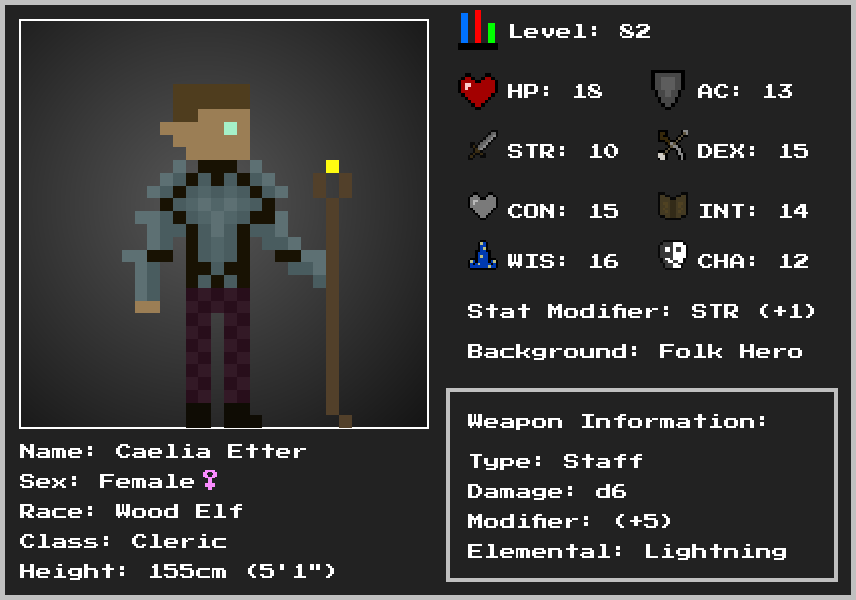 Level: 82
HP: 18
AC: 13
STR: 10
DEX: 15
CON: 15
INT: 14
WIS: 16
CHA: 12
Stat Modifier: STR (+1)
Background: Folk Hero
Weapon Information:
Type: Staff
Damage: d6
Modifier: (+5)
Elemental: Lightning
Name: Caelia Etter
Sex: Female♀
Race: Wood Elf
Class: Cleric
Height: 155cm (5'1")